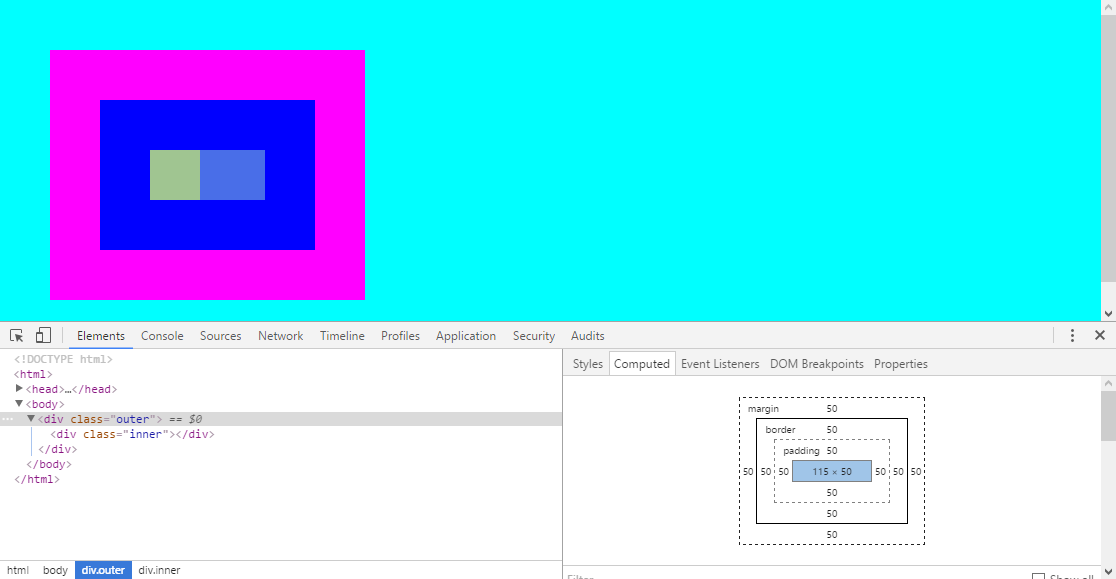 Elements Console Sources Network Timeline Profiles Application Security Audits
<!DOCTYPE html>
<html>
<head>…</head>
<body>
<div class="outer"> == $0
<div class="inner"></div>
</div>
</body>
</html>
html body div.outer div.inner
Styles Computed Event Listeners DOM Breakpoints Properties
margin 50
border 50
padding 50
50 50 50 115 × 50 50 50 50
50
50
50
Filter Show all